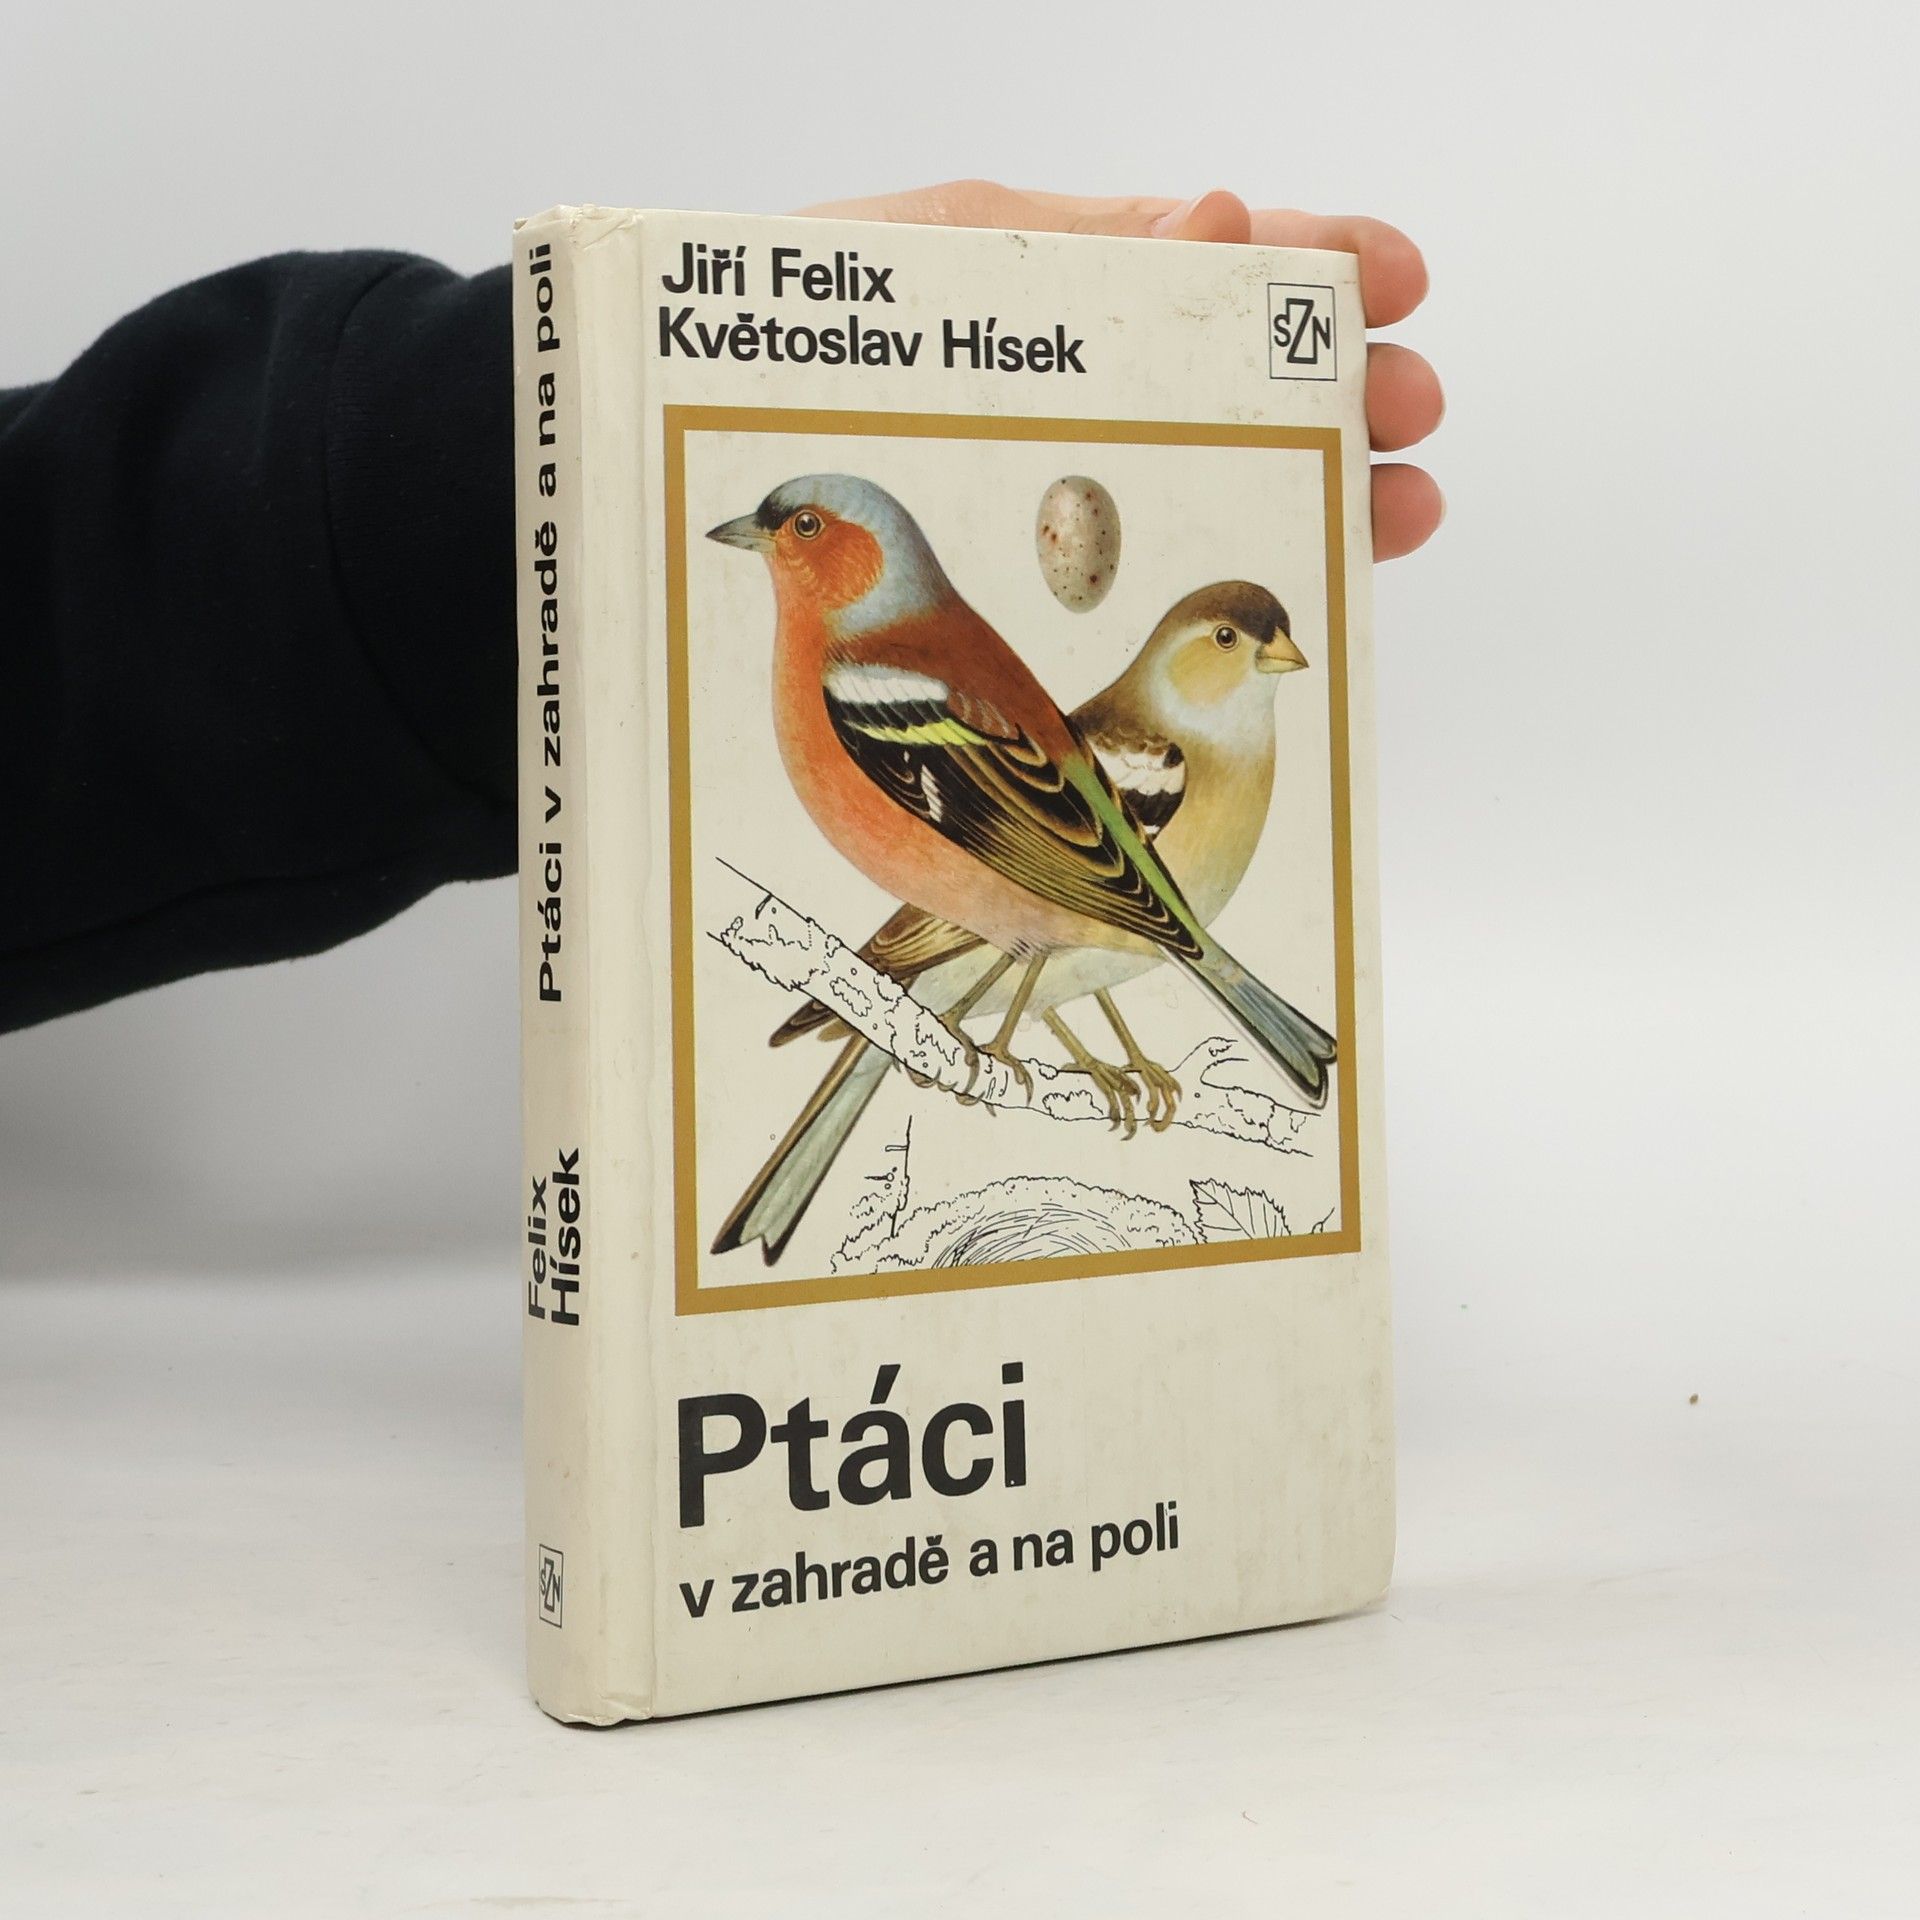 Jiří Felix
Květoslav Hísek
SZN
Ptáci
v zahradě a na poli
Felix
Hísek
Ptáci v zahradě a na poli
SZN